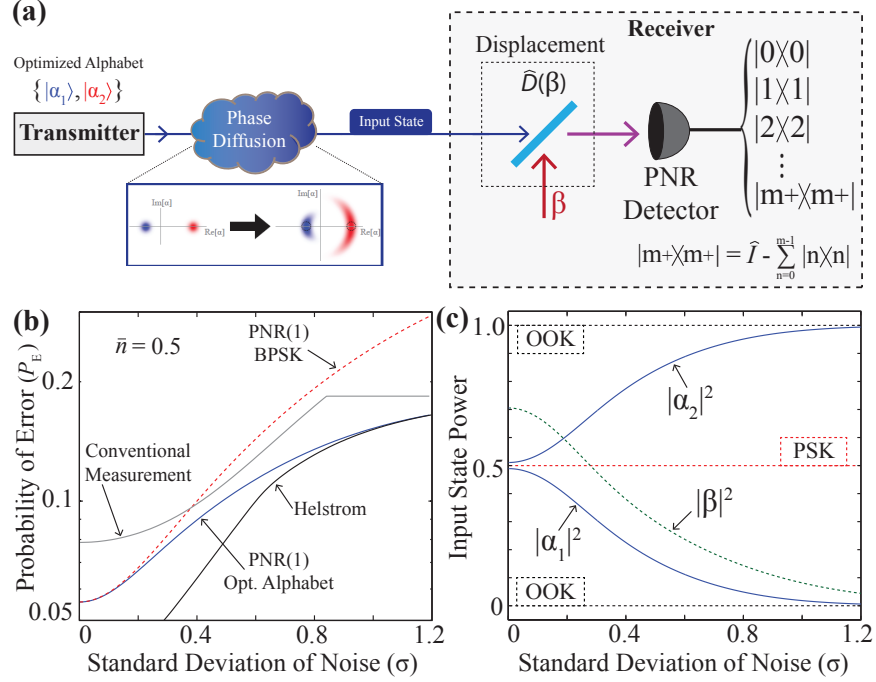 (a)
Optimized Alphabet
{|α₁⟩,|α₂⟩}
Transmitter
Phase
Diffusion
Input State
Receiver
Displacement
D̂(β)
β
PNR
Detector
|0⟩⟨0|
|1⟩⟨1|
|2⟩⟨2|
⋮
|m+⟩⟨m+|
|m+⟩⟨m+| = Î - Σ_{n=0}^{m-1} |n⟩⟨n|
Im[α]
Re[α]
Im[α]
Re[α]
(b)
n̄ = 0.5
PNR(1)
BPSK
Conventional
Measurement
Helstrom
PNR(1)
Opt. Alphabet
Probability of Error (P_E)
0.2
0.1
0.05
0
0.4
0.8
1.2
Standard Deviation of Noise (σ)
(c)
OOK
|α₂|²
PSK
|β|²
|α₁|²
OOK
Input State Power
1.0
0.5
0
0
0.4
0.8
1.2
Standard Deviation of Noise (σ)